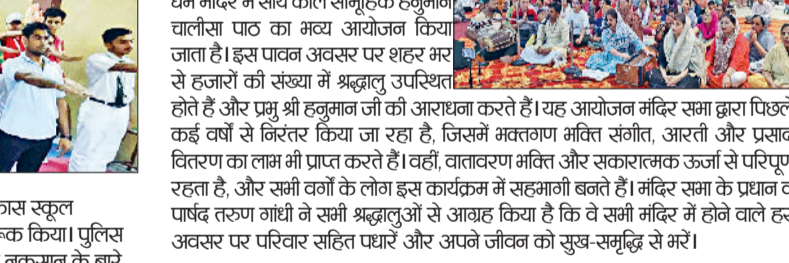 धर्म मंदिर में सायं काल सामूहिक हनुमान
चालीसा पाठ का भव्य आयोजन किया
जाता है। इस पावन अवसर पर शहर भर
से हजारों की संख्या में श्रद्धालु उपस्थित
होते हैं और प्रभु श्री हनुमान जी की आराधना करते हैं। यह आयोजन मंदिर सभा द्वारा पिछले
कई वर्षों से निरंतर किया जा रहा है, जिसमें भक्तगण भक्ति संगीत, आरती और प्रसाद
वितरण का लाभ भी प्राप्त करते हैं। वहीं, वातावरण भक्ति और सकारात्मक ऊर्जा से परिपूर्ण
रहता है, और सभी वर्गों के लोग इस कार्यक्रम में सहभागी बनते हैं। मंदिर सभा के प्रधान व
पार्षद तरुण गांधी ने सभी श्रद्धालुओं से आग्रह किया है कि वे सभी मंदिर में होने वाले हर
अवसर पर परिवार सहित पधारें और अपने जीवन को सुख-समृद्धि से भरें।
स्कूल
किया। पुलिस
नुकसान के बारे